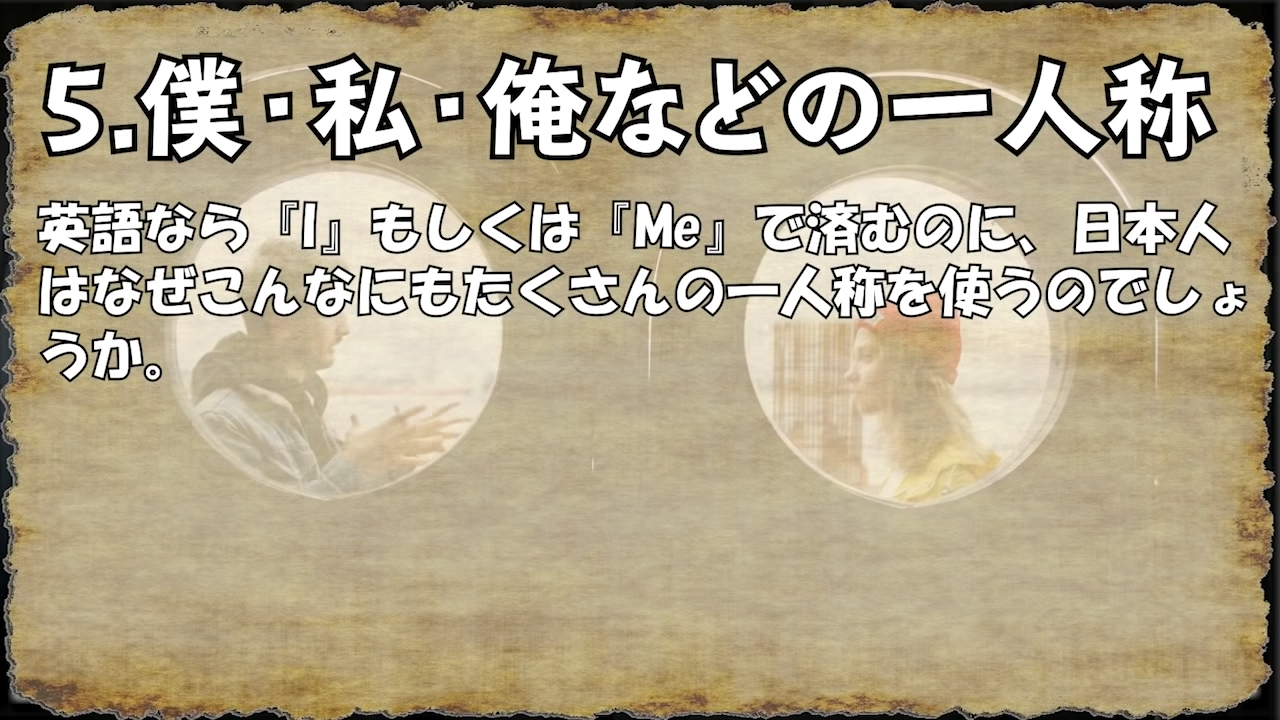 5.僕・私・俺などの一人称
英語なら『I』もしくは『Me』で済むのに、日本人
はなぜこんなにもたくさんの一人称を使うのでしょ
うか。